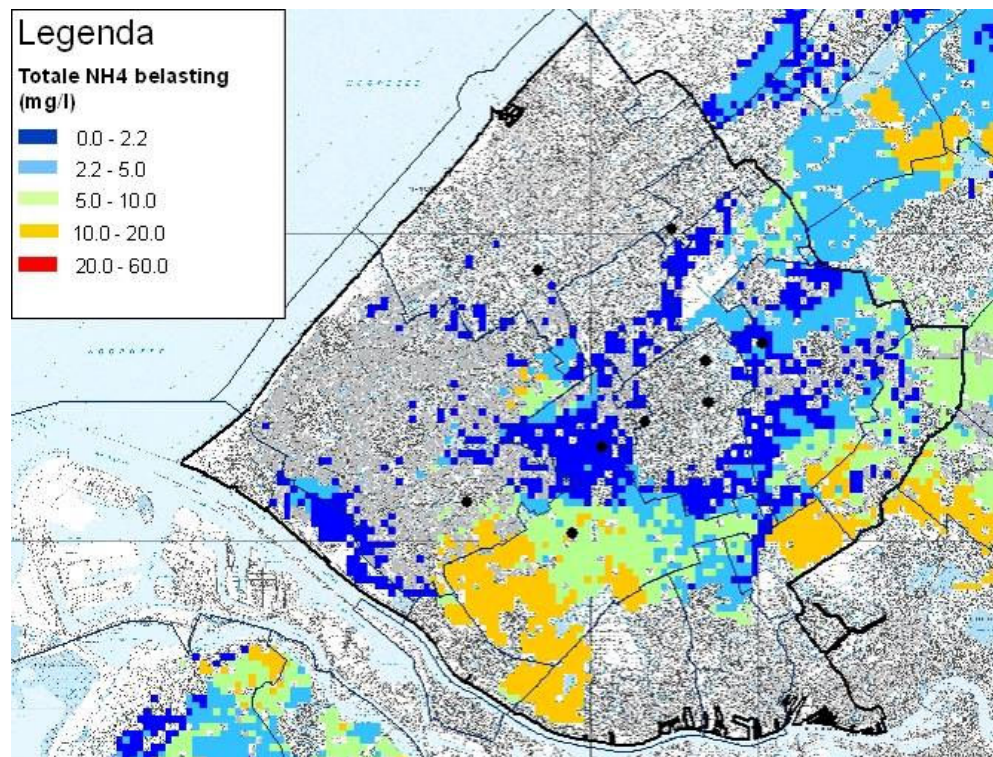 Legenda
Totale NH4 belasting
(mg/l)
0.0 - 2.2
2.2 - 5.0
5.0 - 10.0
10.0 - 20.0
20.0 - 60.0